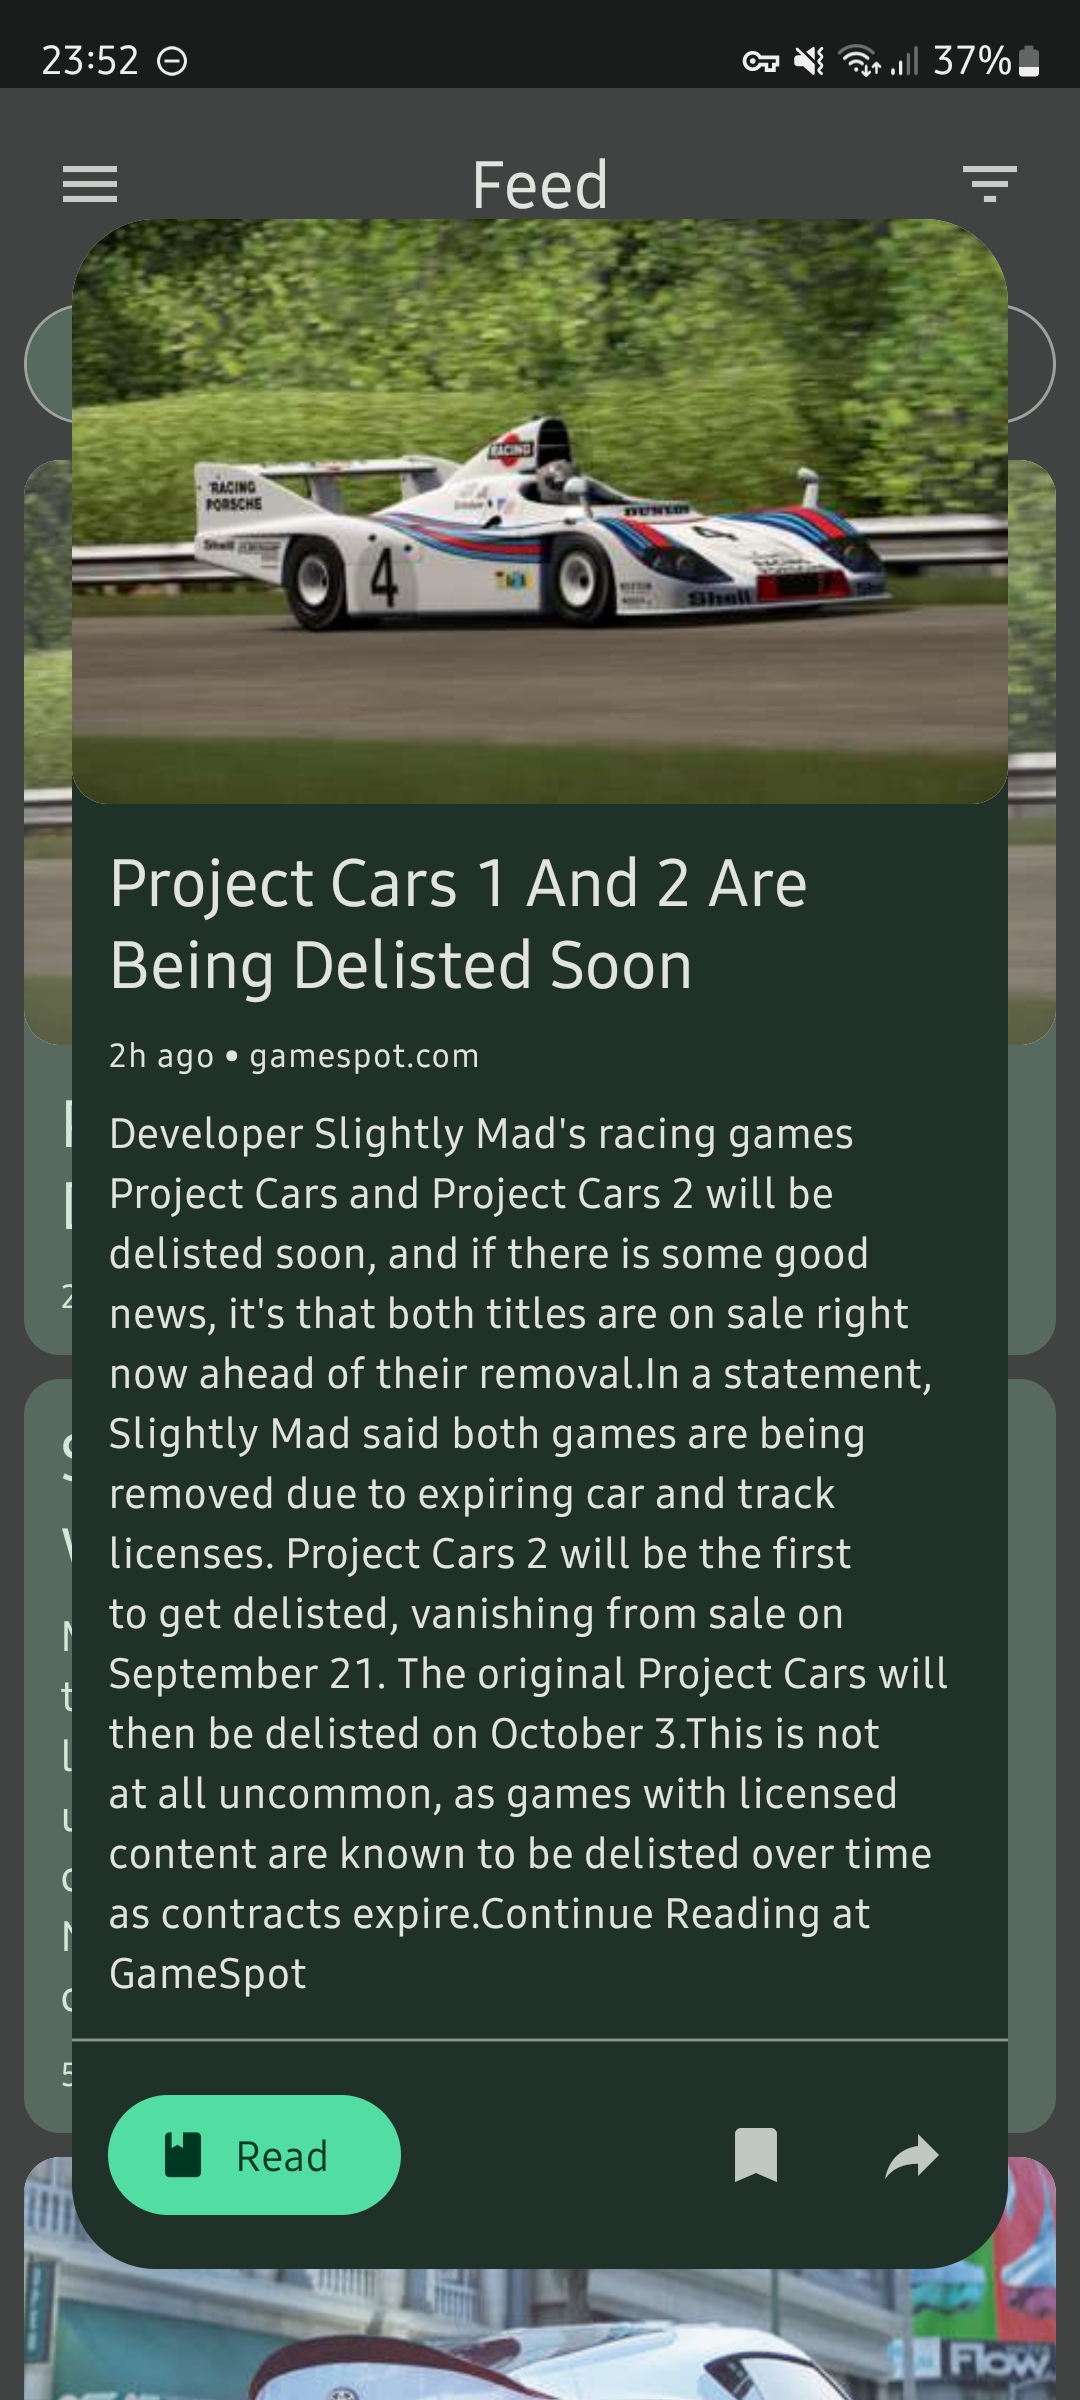 23:52
37%
Feed
RACING
RACING
PORSCHE
DUNLOP
4
4
Shell
Shell
Project Cars 1 And 2 Are
Being Delisted Soon
2h ago • gamespot.com
Developer Slightly Mad's racing games
Project Cars and Project Cars 2 will be
delisted soon, and if there is some good
news, it's that both titles are on sale right
now ahead of their removal.In a statement,
Slightly Mad said both games are being
removed due to expiring car and track
licenses. Project Cars 2 will be the first
to get delisted, vanishing from sale on
September 21. The original Project Cars will
then be delisted on October 3.This is not
at all uncommon, as games with licensed
content are known to be delisted over time
as contracts expire.Continue Reading at
GameSpot
Read
Flow